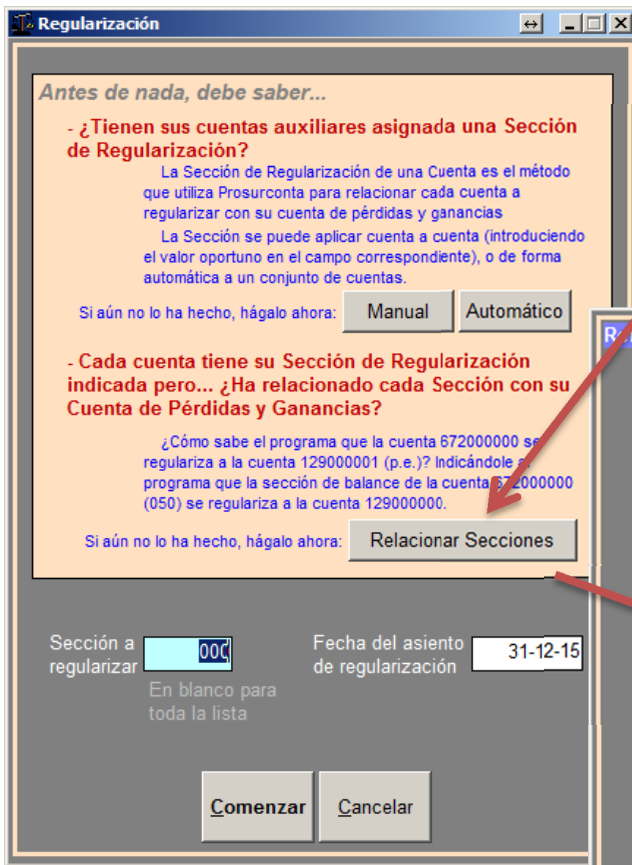 Regularización
Antes de nada, debe saber...
- ¿Tienen sus cuentas auxiliares asignada una Sección
de Regularización?
La Sección de Regularización de una Cuenta es el método
que utiliza Prosurconta para relacionar cada cuenta a
regularizar con su cuenta de pérdidas y ganancias
La Sección se puede aplicar cuenta a cuenta (introduciendo
el valor oportuno en el campo correspondiente), o de forma
automática a un conjunto de cuentas.
Si aún no lo ha hecho, hágalo ahora: Manual Automático
- Cada cuenta tiene su Sección de Regularización
indicada pero... ¿Ha relacionado cada Sección con su
Cuenta de Pérdidas y Ganancias?
¿Cómo sabe el programa que la cuenta 672000000 se
regulariza a la cuenta 129000001 (p.e.)? Indicándole
programa que la sección de balance de la cuenta 672000000
(050) se regulariza a la cuenta 129000000.
Si aún no lo ha hecho, hágalo ahora: Relacionar Secciones
Sección a
regularizar 000
En blanco para
toda la lista
Fecha del asiento
de regularización 31-12-15
Comenzar Cancelar